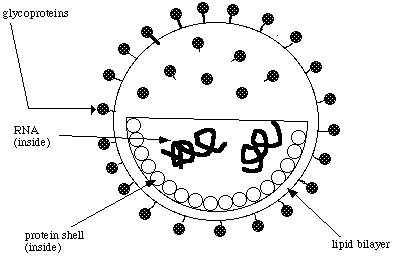 glycoproteins
RNA
(inside)
protein shell
(inside)
lipid bilayer